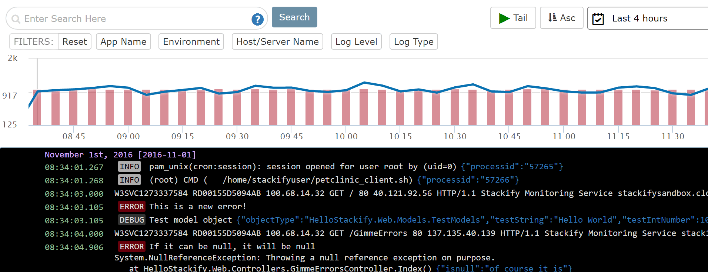 Enter Search Here ? Search Tail Asc Last 4 hours
FILTERS: Reset App Name Environment Host/Server Name Log Level Log Type
2k
917
125
08 45 09 00 09 15 09 30 09 45 10 00 10 15 10 30 10 45 11 00 11 15 11 30
November 1st, 2016 [2016-11-01]
08:34:01.267 INFO pam_unix(cron:session): session opened for user root by (uid=0) {"processid":"57265"}
08:34:01.268 INFO (root) CMD ( /home/stackifyuser/petclinic_client.sh) {"processid":"57266"}
08:34:03.000 W3SVC1273337584 RD00155D5094AB 100.68.14.32 GET / 80 40.121.92.56 HTTP/1.1 Stackify Monitoring Service stackifysandbox.clo
08:34:03.105 ERROR This is a new error!
08:34:03.105 DEBUG Test model object {"objectType":"HelloStackify.Web.Models.TestModels","testString":"Hello World","testIntNumber":10
08:34:04.000 W3SVC1273337584 RD00155D5094AB 100.68.14.32 GET /GimmeErrors 80 137.135.40.139 HTTP/1.1 Stackify Monitoring Service stacki
08:34:04.906 ERROR If it can be null, it will be null
System.NullReferenceException: Throwing a null reference exception on purpose.
at HelloStackify.Web.Controllers.GimmeErrorsController.Index() {"isnull":"of course it is"}